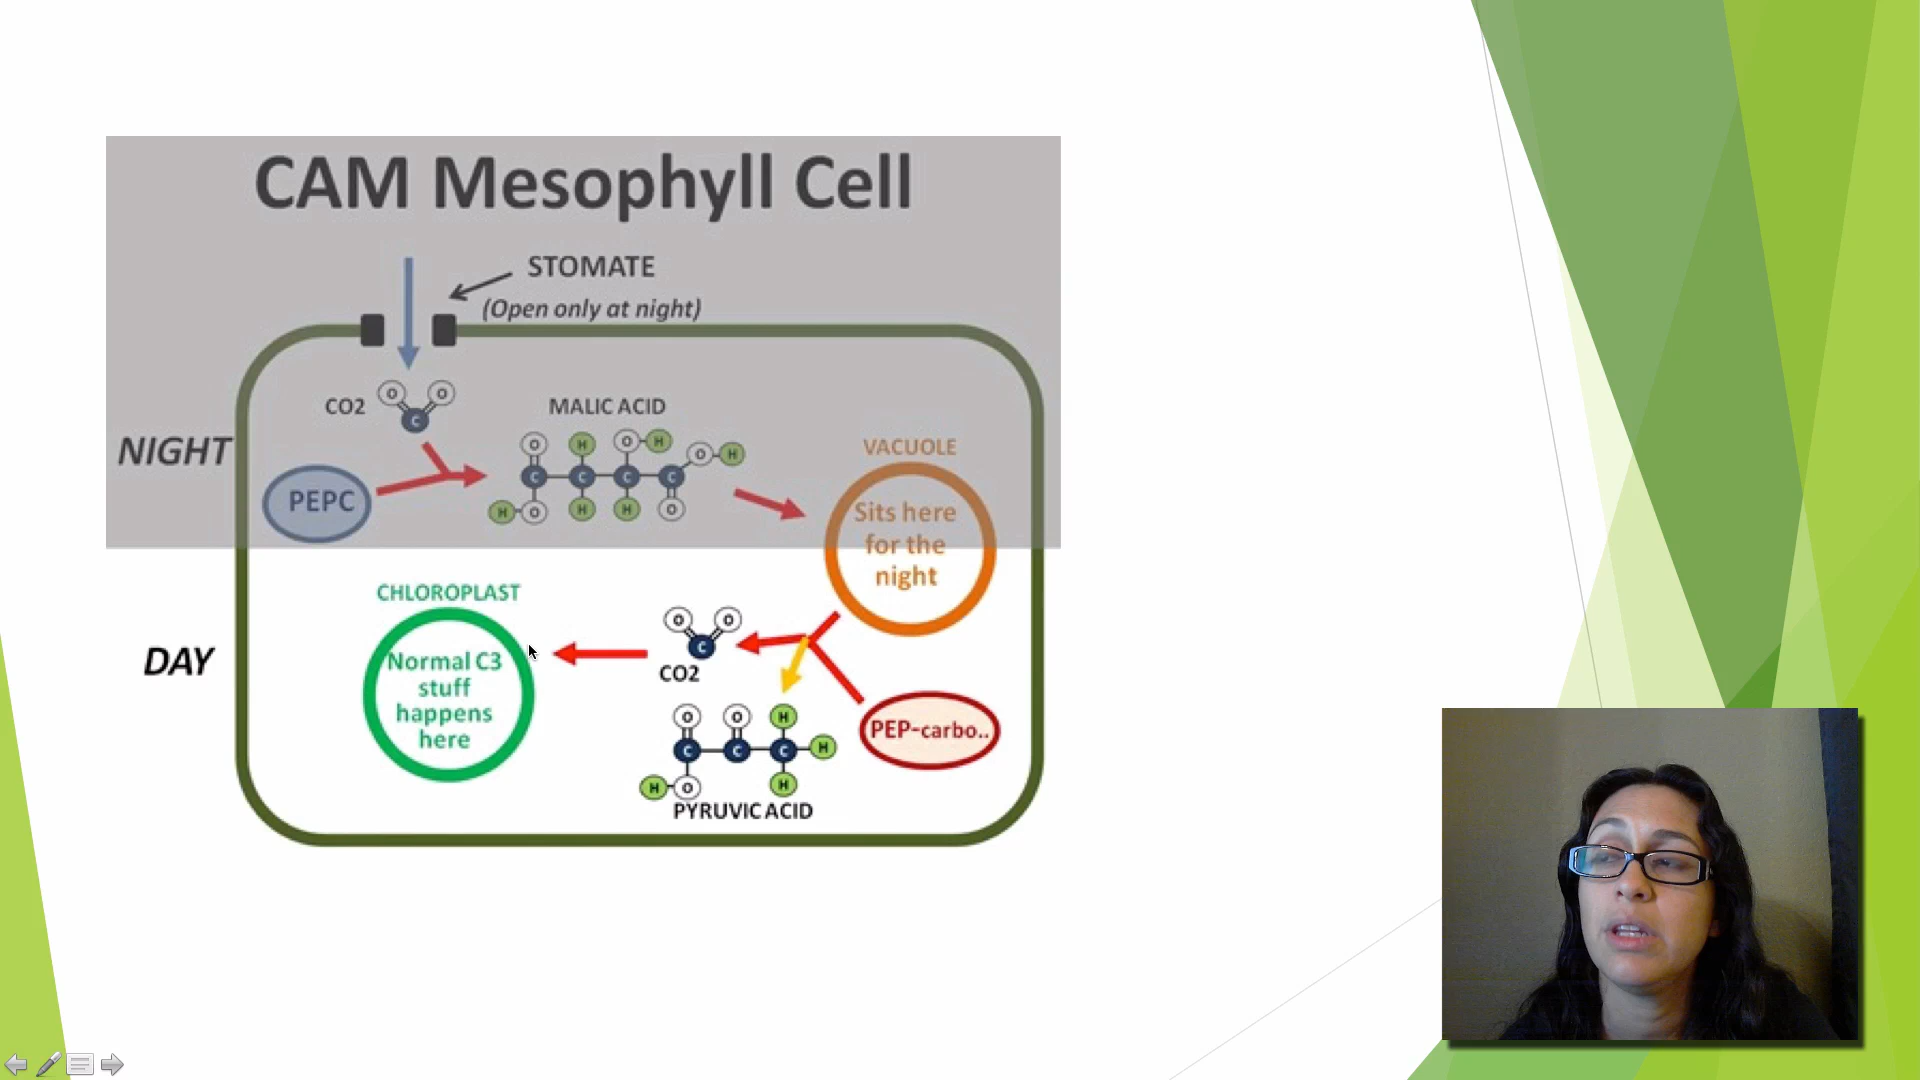 CAM Mesophyll Cell
STOMATE
(Open only at night)
CO2
O
O
C
MALIC ACID
O
H
O
H
O
H
C
C
C
C
H
O
H
H
O
NIGHT
PEPC
VACUOLE
Sits here
for the
night
DAY
CHLOROPLAST
Normal C3
stuff
happens
here
O
O
C
CO2
PEP-carbo..
O
O
H
C
C
C
H
H
O
H
PYRUVIC ACID